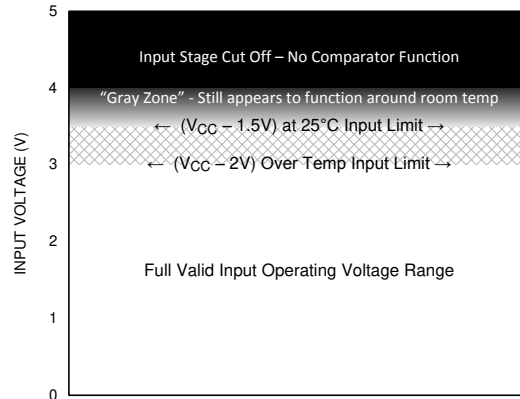 5
Input Stage Cut Off – No Comparator Function
4
“Gray Zone” - Still appears to function around room temp
← (VCC – 1.5V) at 25°C Input Limit →
3
← (VCC – 2V) Over Temp Input Limit →
INPUT VOLTAGE (V)
2
Full Valid Input Operating Voltage Range
1
0